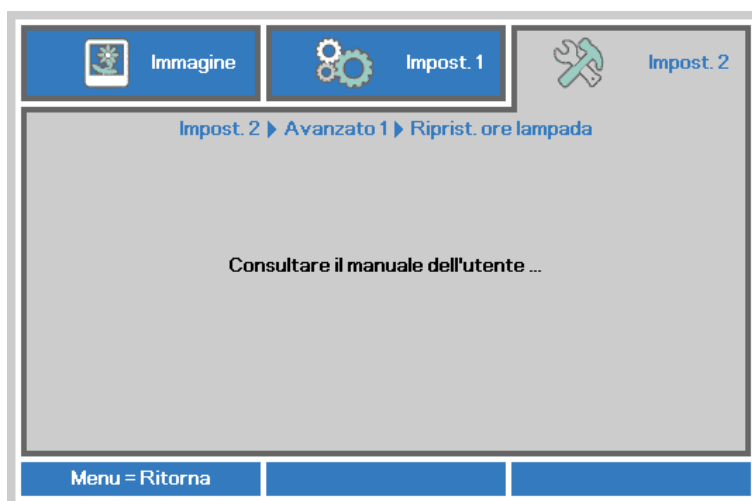 Immagine
Impost. 1
Impost. 2
Impost. 2 ▶ Avanzato 1 ▶ Riprist. ore lampada
Consultare il manuale dell'utente ...
Menu = Ritorna